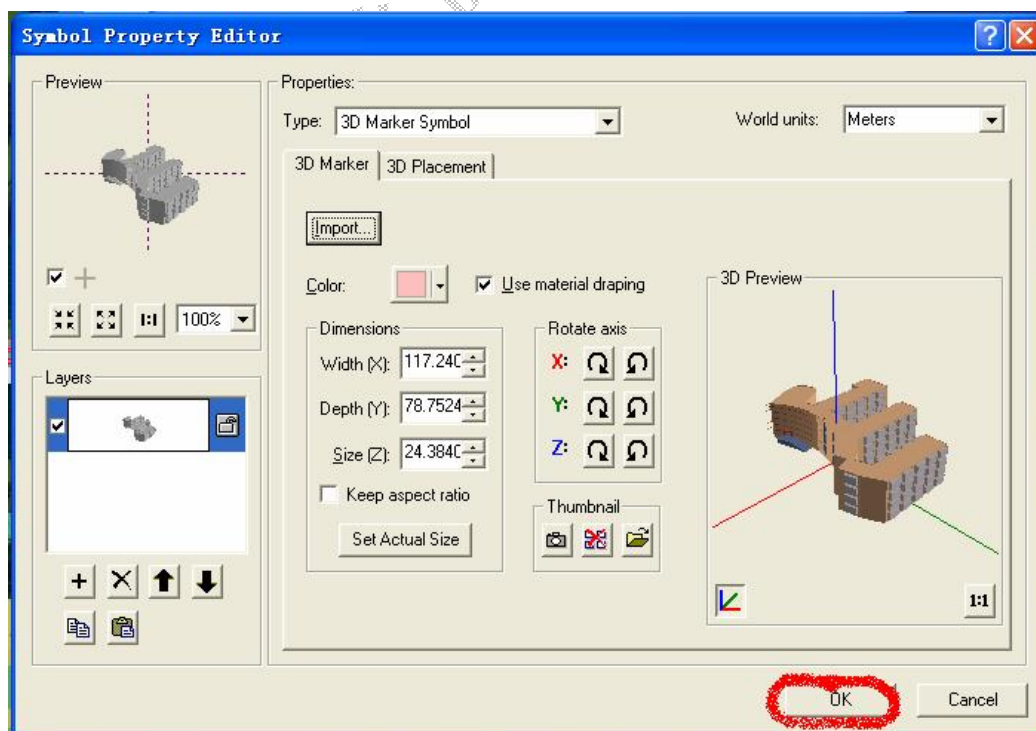 Symbol Property Editor
Preview
100%
Layers
Properties:
Type: 3D Marker Symbol World units: Meters
3D Marker 3D Placement
Import...
Color: Use material draping
Dimensions
Width (X): 117.240
Depth (Y): 78.7524
Size (Z): 24.3840
Keep aspect ratio
Set Actual Size
Rotate axis
X:
Y:
Z:
Thumbnail
3D Preview
1:1
OK Cancel